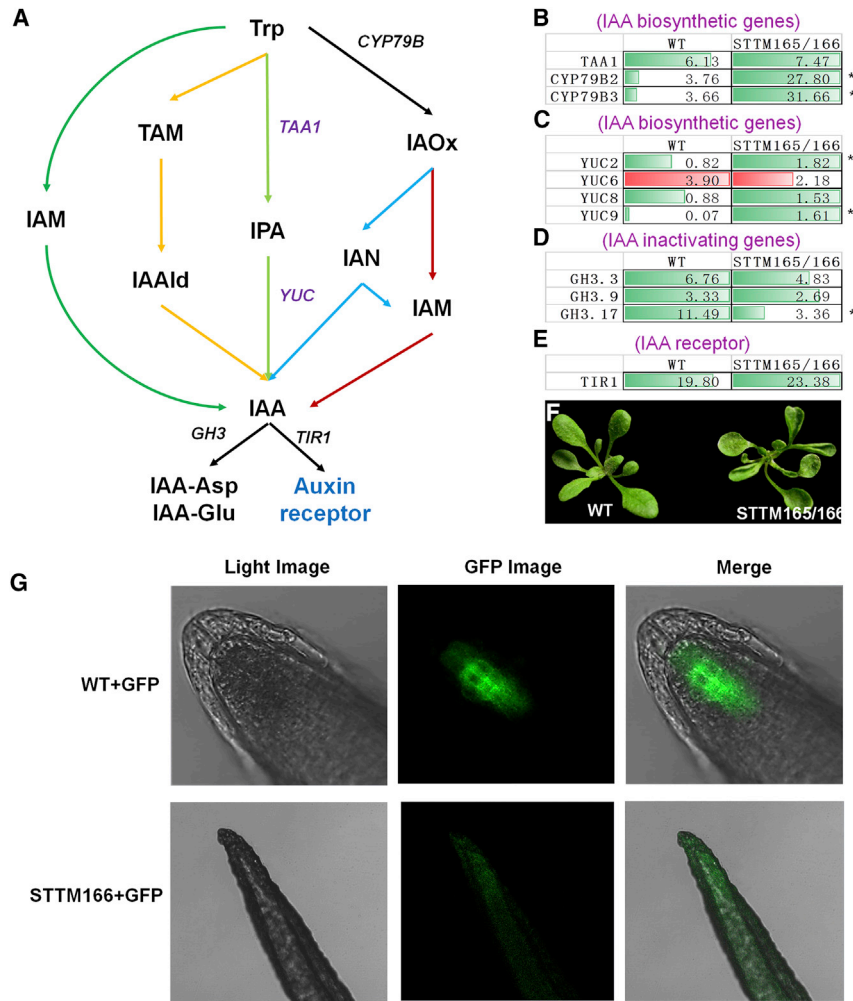 A
Trp
CYP79B
TAM
TAA1
IAOx
IAM
IPA
IAN
IAAld
YUC
IAM
IAA
GH3
TIR1
IAA-Asp
IAA-Glu
Auxin
receptor
B
(IAA biosynthetic genes)
WT STTM165/166
TAA1 6.13 7.47
CYP79B2 3.76 27.80 *
CYP79B3 3.66 31.66 *
C
(IAA biosynthetic genes)
WT STTM165/166
YUC2 0.82 1.82 *
YUC6 3.90 2.18
YUC8 0.88 1.53
YUC9 0.07 1.61 *
D
(IAA inactivating genes)
WT STTM165/166
GH3.3 6.76 4.83
GH3.9 3.33 2.69
GH3.17 11.49 3.36 *
E
(IAA receptor)
WT STTM165/166
TIR1 19.80 23.38
F
WT
STTM165/166
G
Light Image GFP Image Merge
WT+GFP
STTM166+GFP